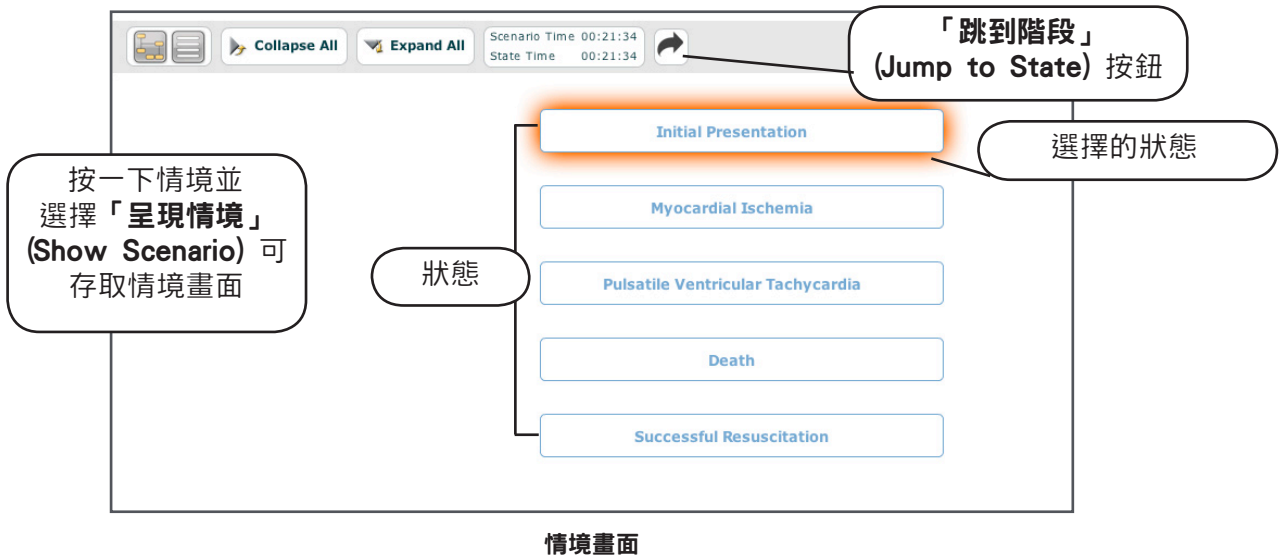 Collapse All
Expand All
Scenario Time 00:21:34
State Time 00:21:34
「跳到階段」
(Jump to State) 按鈕
Initial Presentation
選擇的狀態
按一下情境並
選擇「呈現情境」
(Show Scenario) 可
存取情境畫面
Myocardial Ischemia
狀態
Pulsatile Ventricular Tachycardia
Death
Successful Resuscitation
情境畫面